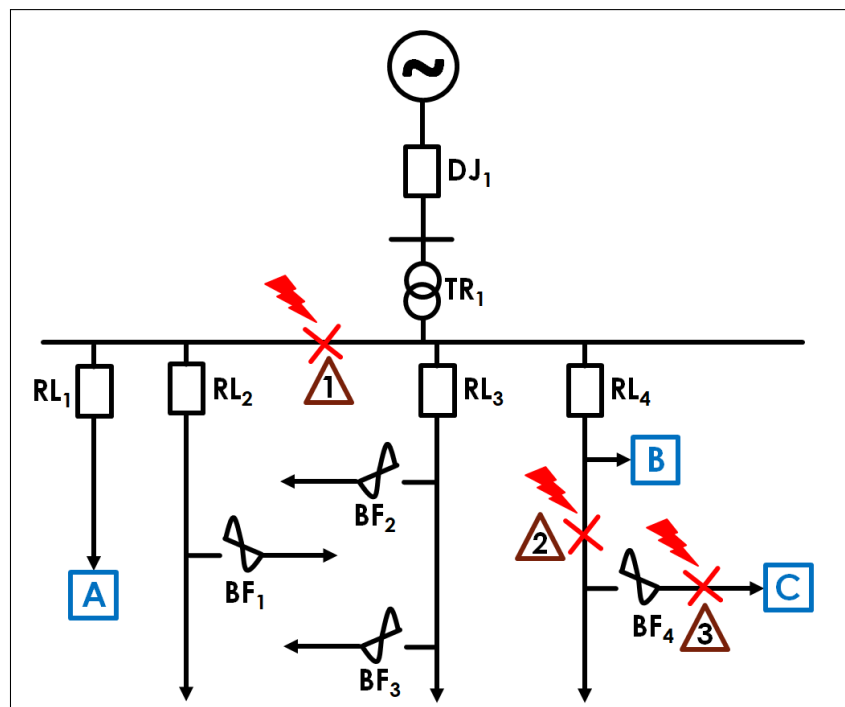 DJ₁
TR₁
1
RL₁
RL₂
RL₃
RL₄
B
BF₂
2
A
BF₁
C
BF₄
3
BF₃